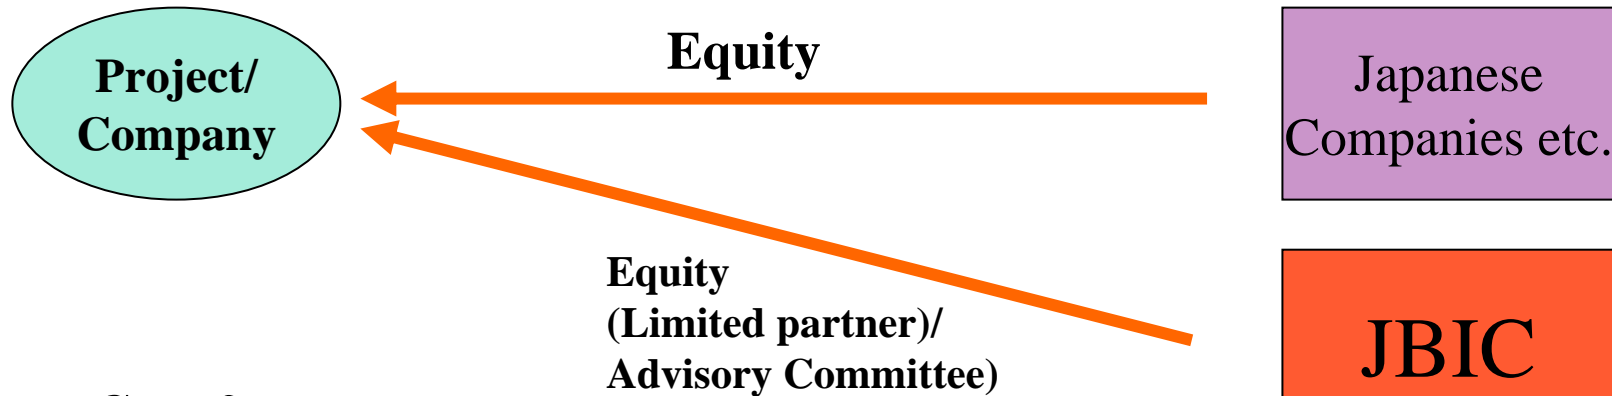 Project/
Company
Equity
Japanese
Companies etc.
Equity
(Limited partner)/
Advisory Committee)
JBIC